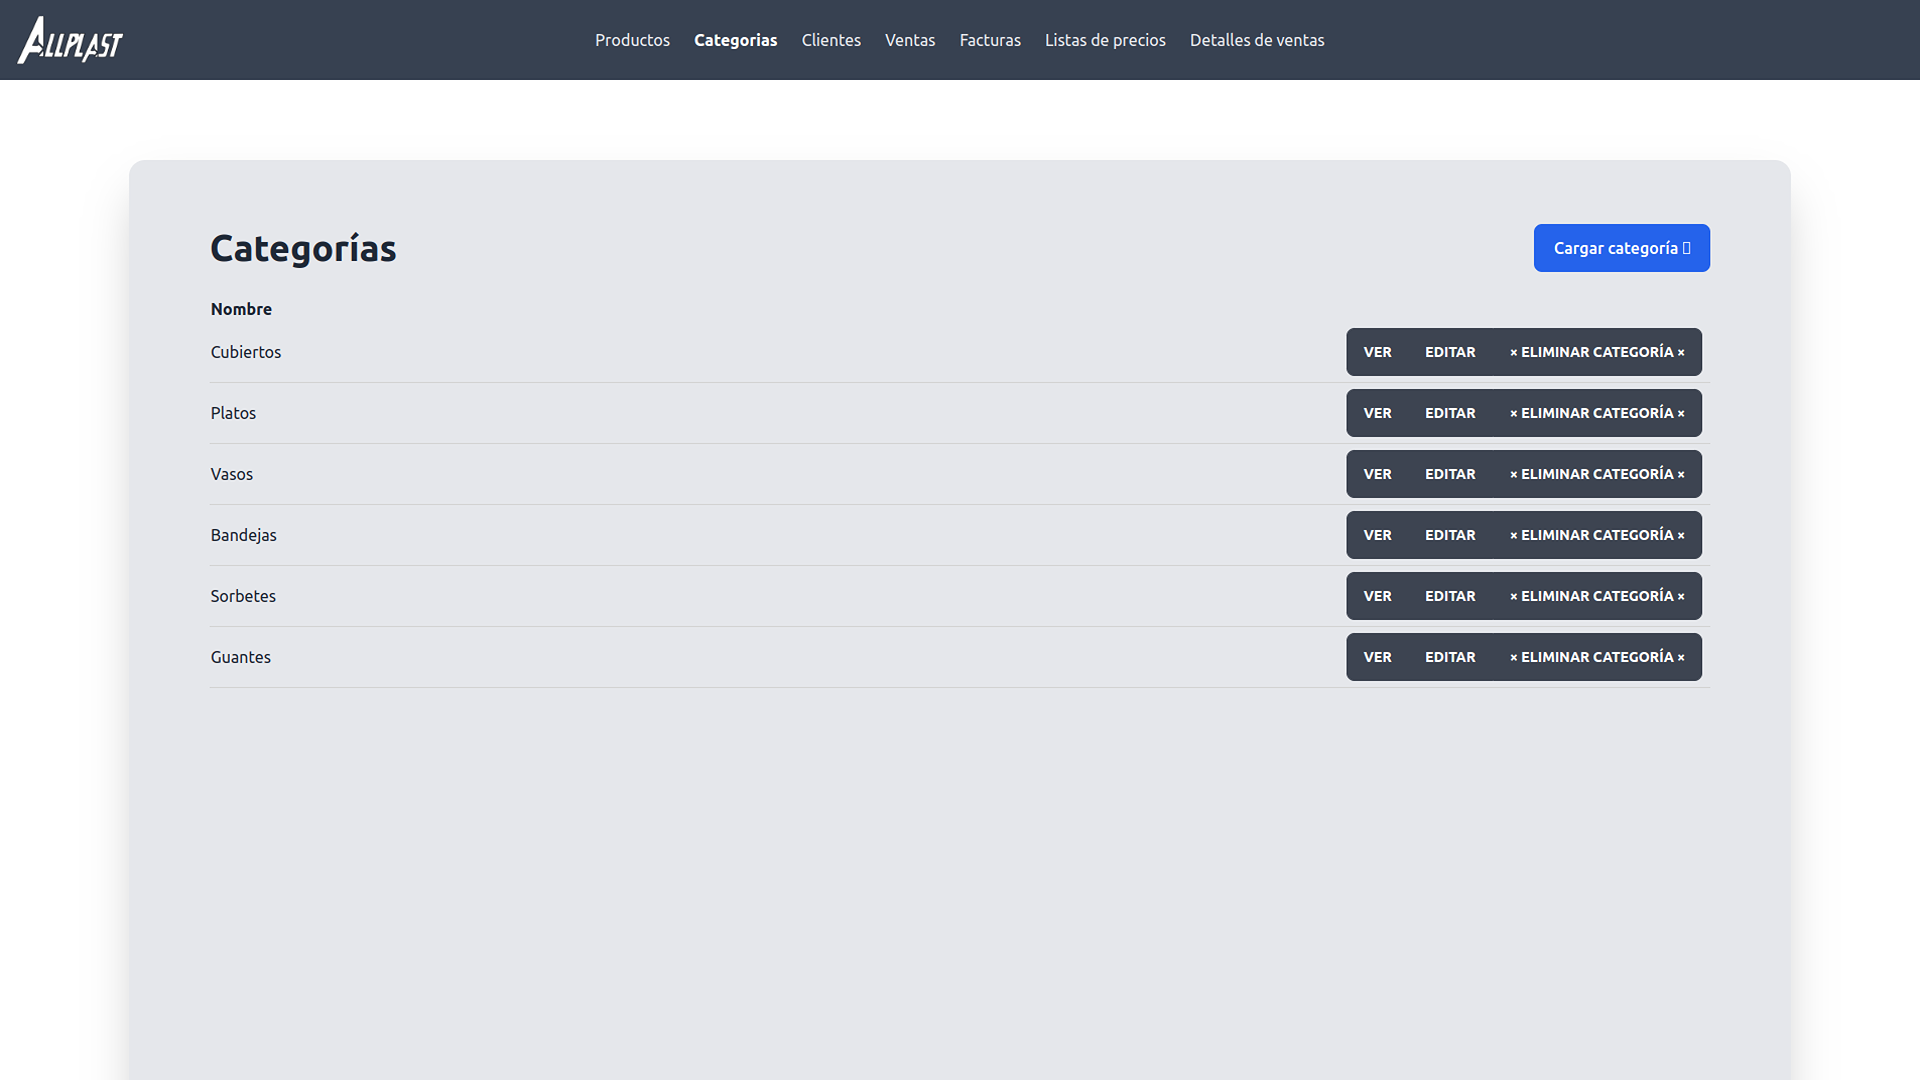 ALLPLAST Productos Categorias Clientes Ventas Facturas Listas de precios Detalles de ventas
Categorías Cargar categoría
Nombre
Cubiertos VER EDITAR × ELIMINAR CATEGORÍA ×
Platos VER EDITAR × ELIMINAR CATEGORÍA ×
Vasos VER EDITAR × ELIMINAR CATEGORÍA ×
Bandejas VER EDITAR × ELIMINAR CATEGORÍA ×
Sorbetes VER EDITAR × ELIMINAR CATEGORÍA ×
Guantes VER EDITAR × ELIMINAR CATEGORÍA ×